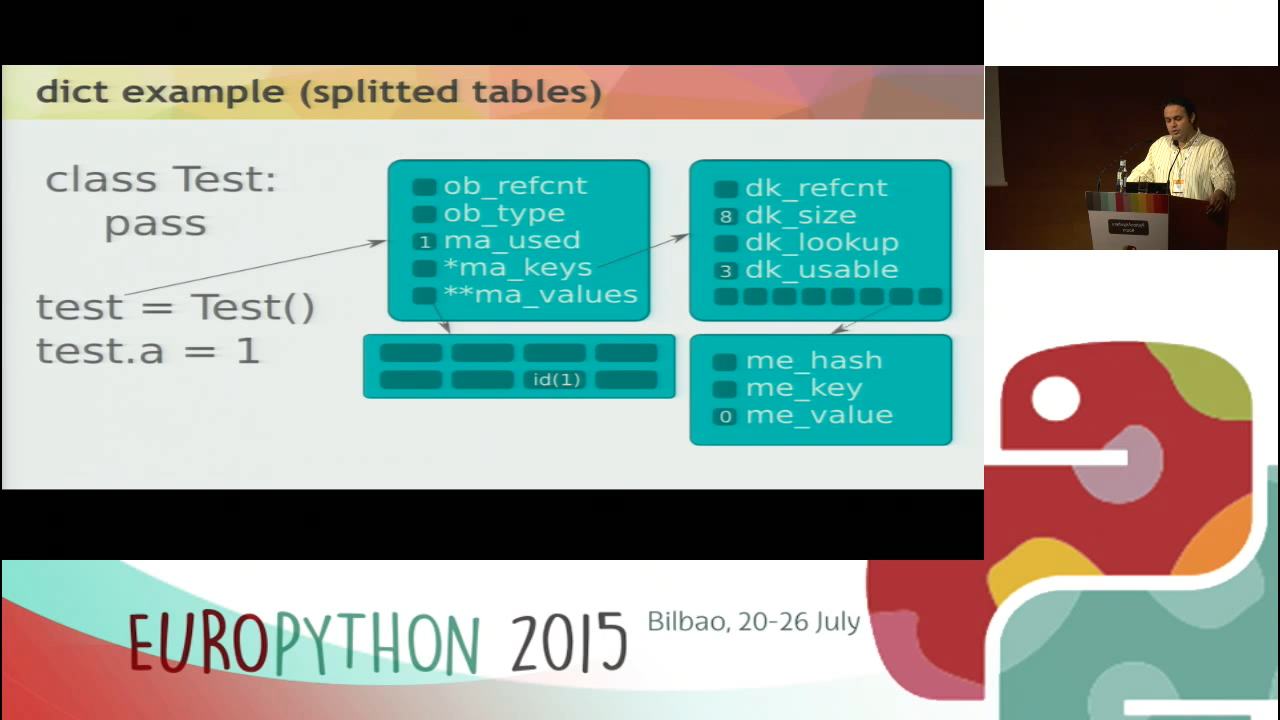 dict example (splitted tables)
class Test:
pass
test = Test()
test.a = 1
ob_refcnt
ob_type
1 ma_used
*ma_keys
**ma_values
id(1)
dk_refcnt
8 dk_size
dk_lookup
3 dk_usable
me_hash
me_key
0 me_value
EUROPYTHON 2015
Bilbao, 20-26 July